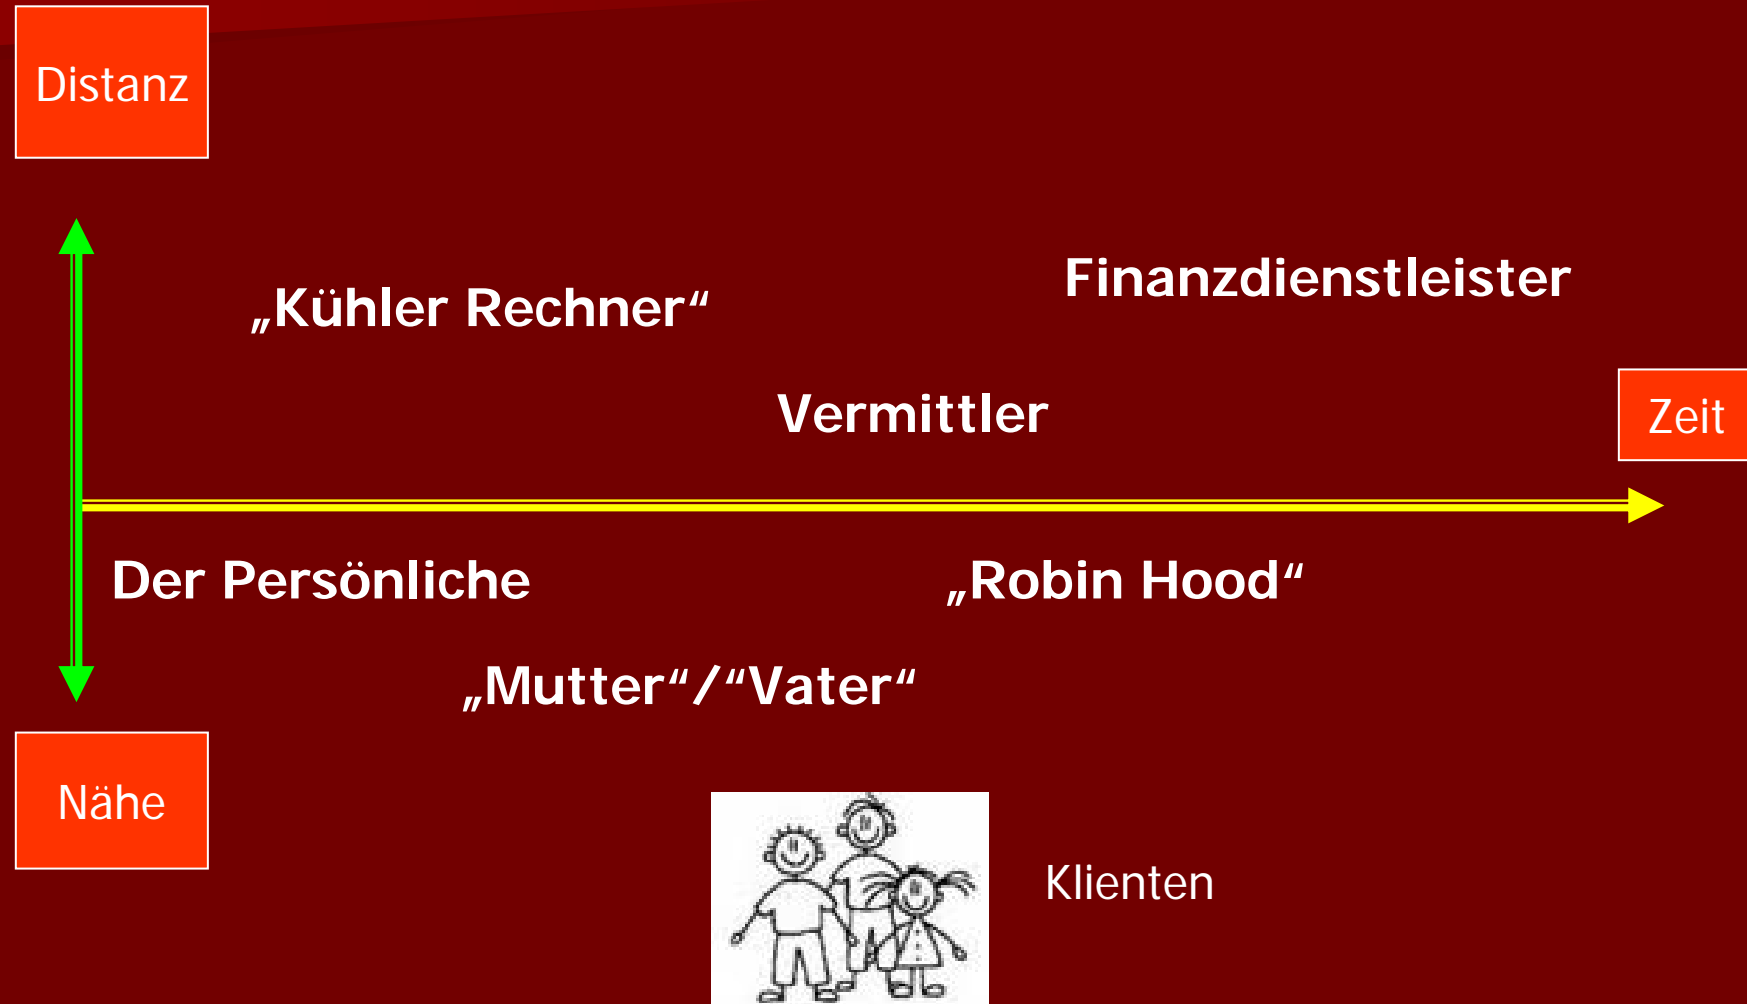 Distanz
Finanzdienstleister
„Kühler Rechner“
Vermittler
Zeit
Der Persönliche
„Robin Hood“
„Mutter“/“Vater“
Nähe
Klienten